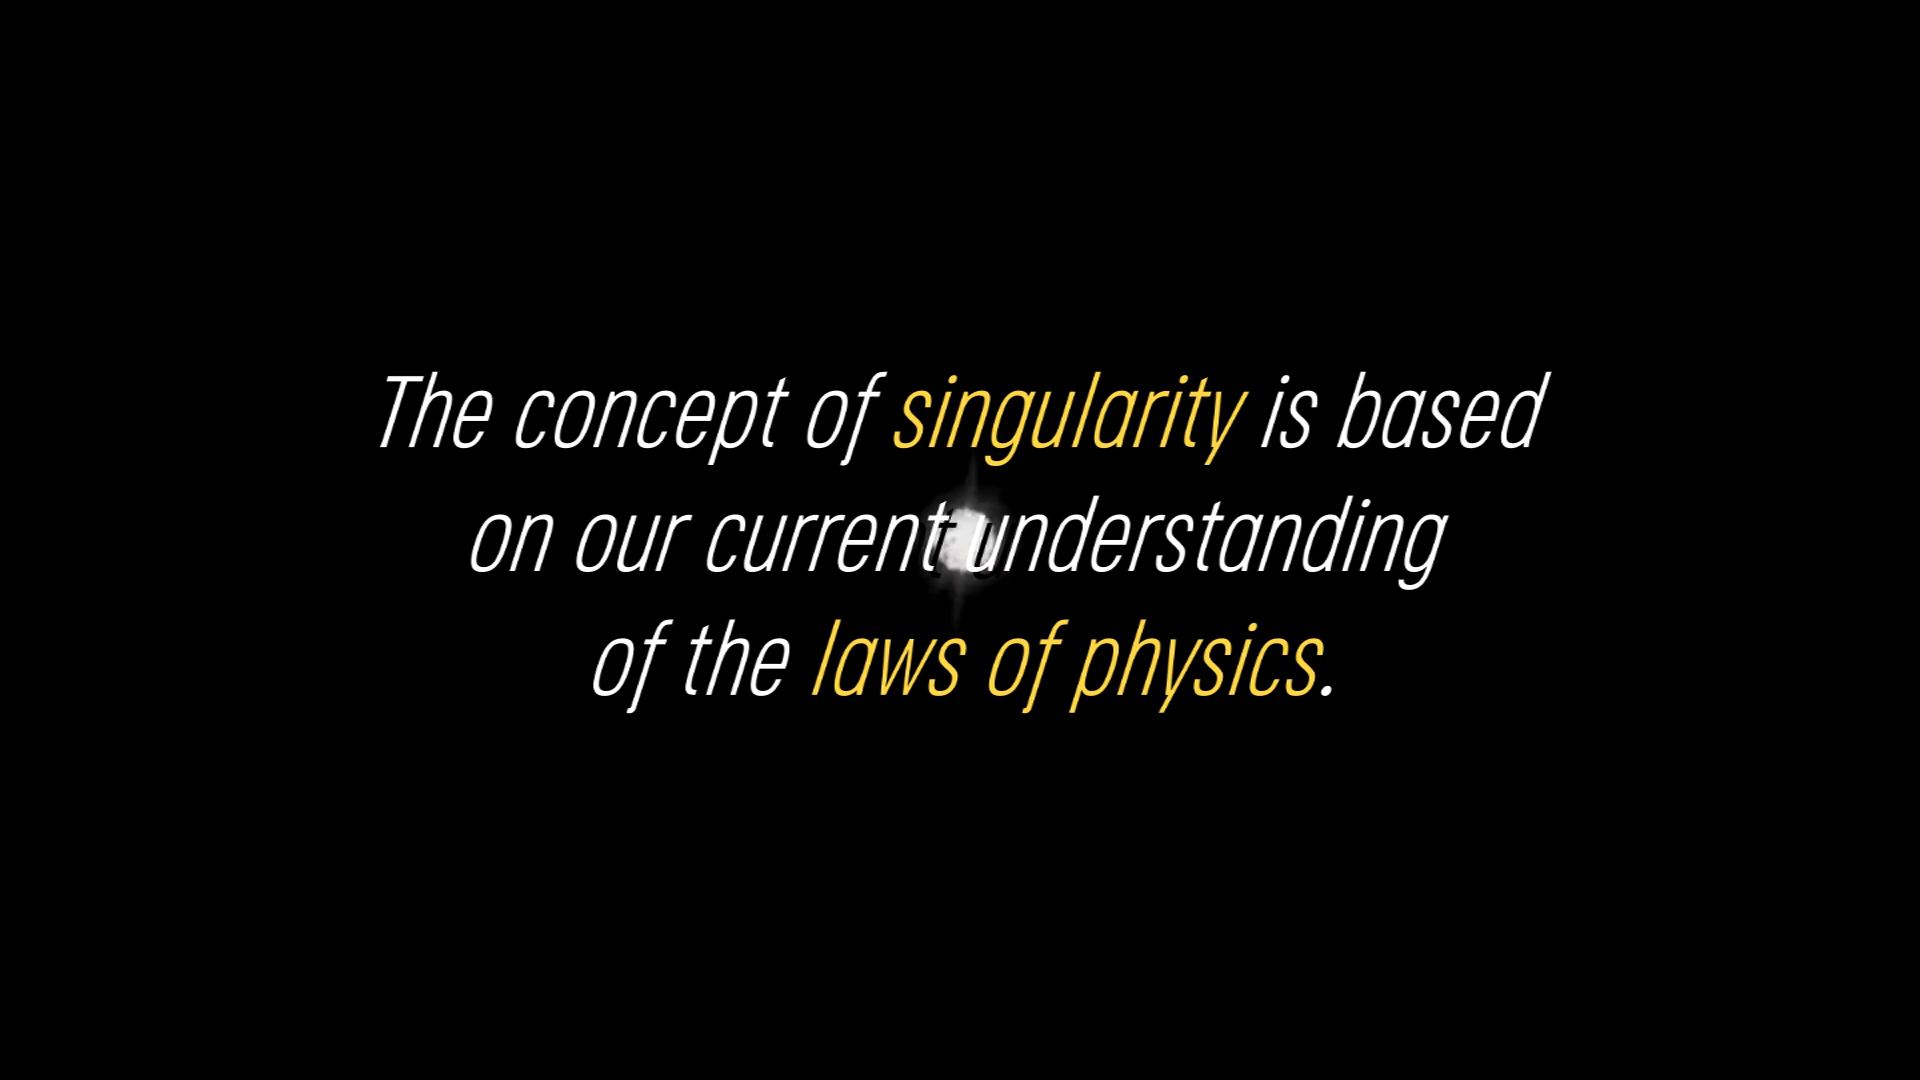 The concept of singularity is based
on our current understanding
of the laws of physics.